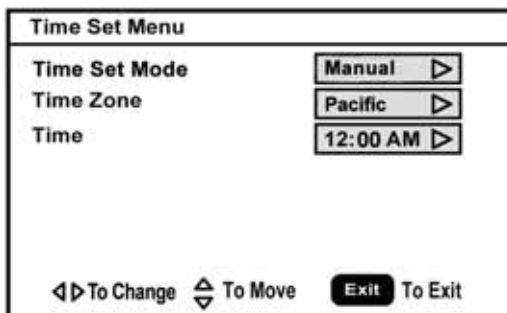 Time Set Menu
Time Set Mode Manual
Time Zone Pacific
Time 12:00 AM
To Change To Move Exit To Exit